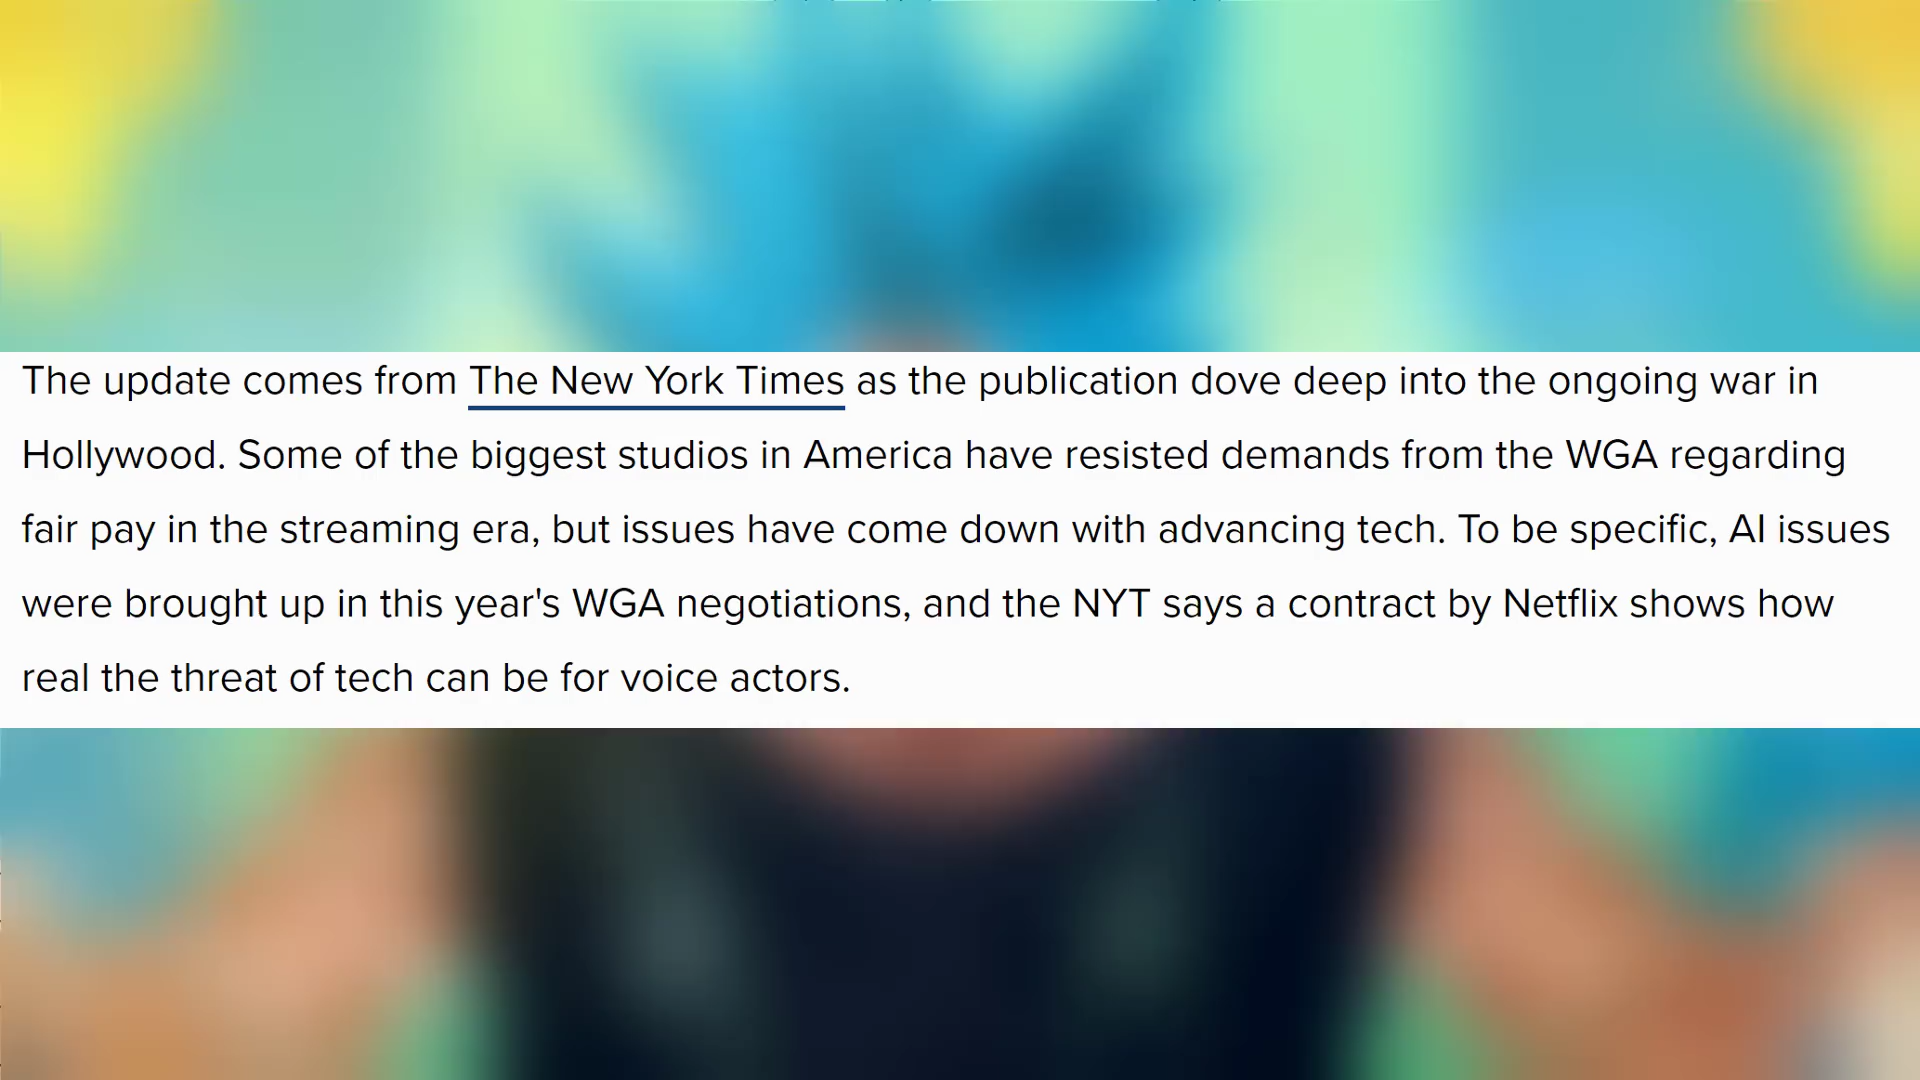 The update comes from The New York Times as the publication dove deep into the ongoing war in
Hollywood. Some of the biggest studios in America have resisted demands from the WGA regarding
fair pay in the streaming era, but issues have come down with advancing tech. To be specific, AI issues
were brought up in this year's WGA negotiations, and the NYT says a contract by Netflix shows how
real the threat of tech can be for voice actors.